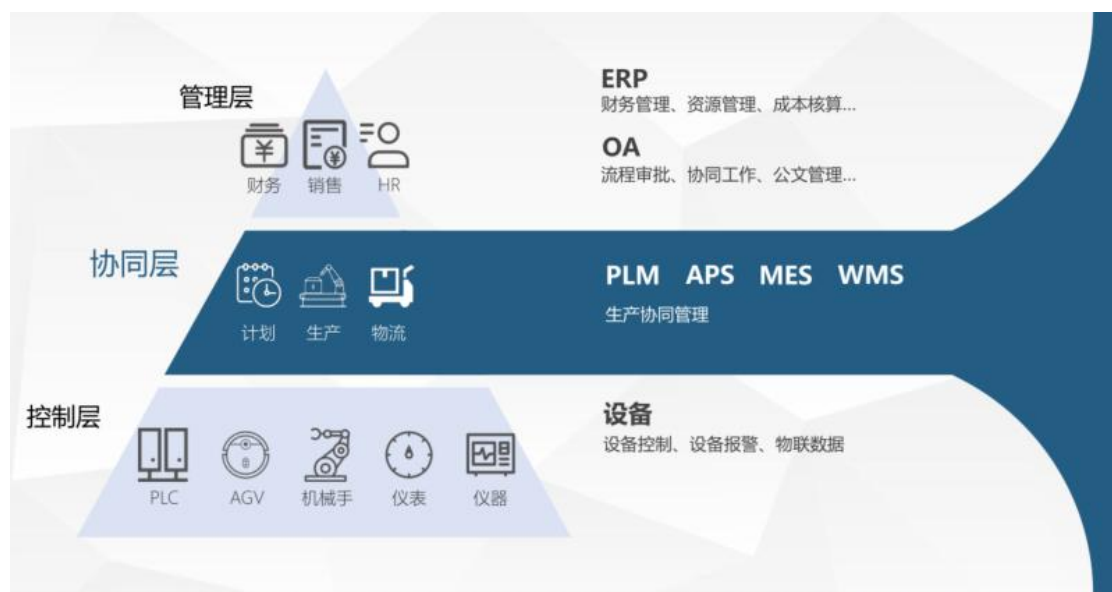 管理层
财务 销售 HR
ERP
财务管理、资源管理、成本核算...
OA
流程审批、协同工作、公文管理...
协同层
计划 生产 物流
PLM APS MES WMS
生产协同管理
控制层
PLC AGV 机械手 仪表 仪器
设备
设备控制、设备报警、物联数据